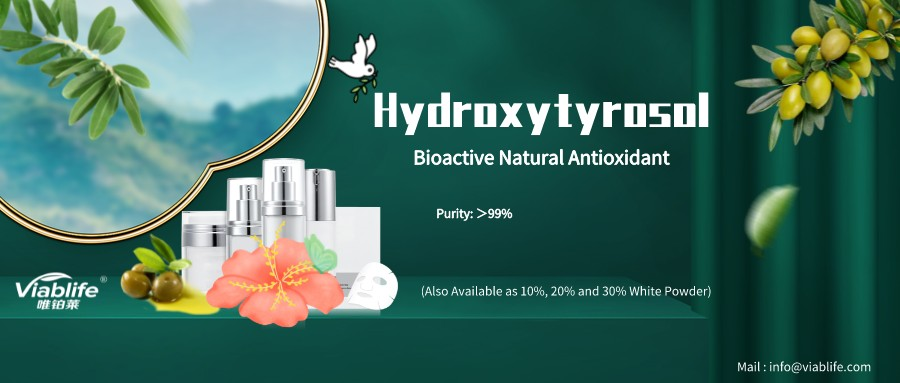 Hydroxytyrosol
Bioactive Natural Antioxidant
Purity: >99%
Viablife®
唯铂莱
(Also Available as 10%, 20% and 30% White Powder)
Mail : info@viablife.com